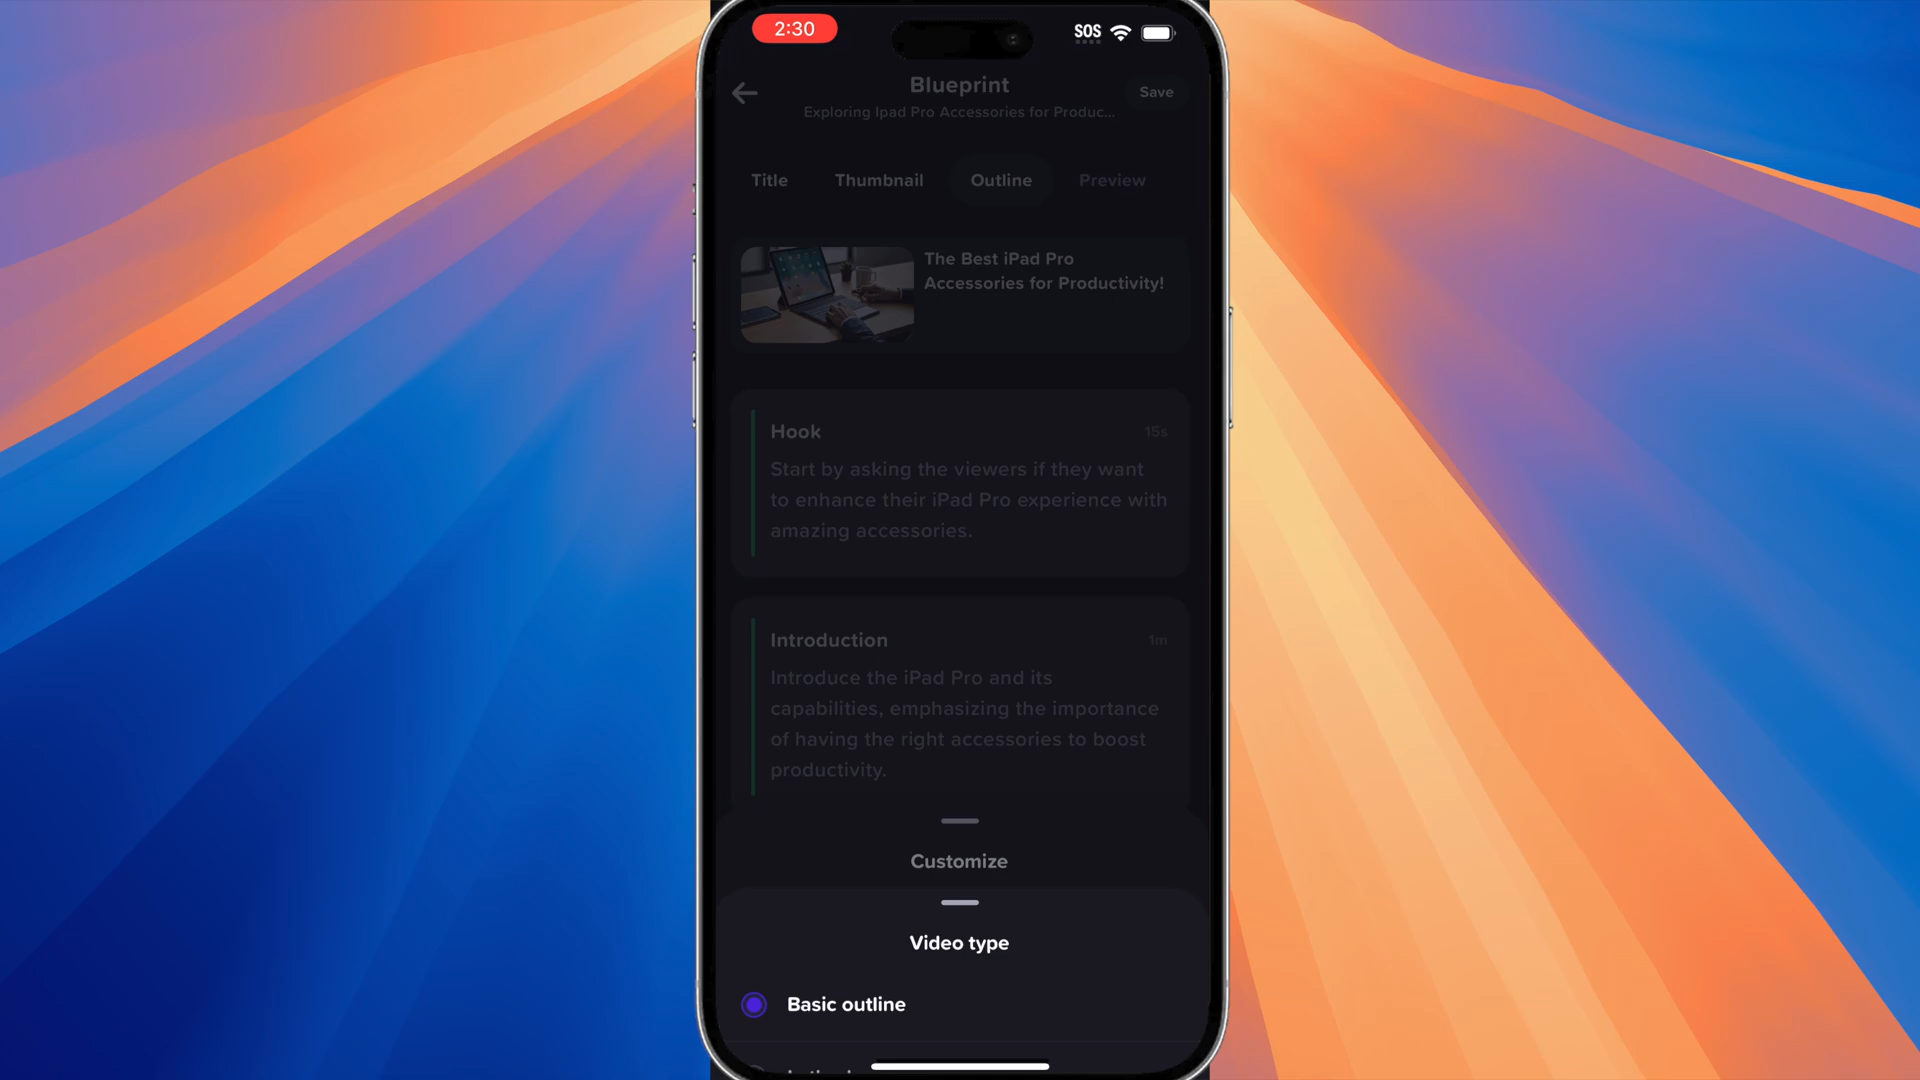 2:30
SOS
Blueprint
Save
Exploring Ipad Pro Accessories for Produc...
Title
Thumbnail
Outline
Preview
The Best iPad Pro
Accessories for Productivity!
Hook
15s
Start by asking the viewers if they want
to enhance their iPad Pro experience with
amazing accessories.
Introduction
1m
Introduce the iPad Pro and its
capabilities, emphasizing the importance
of having the right accessories to boost
productivity.
Customize
Video type
Basic outline